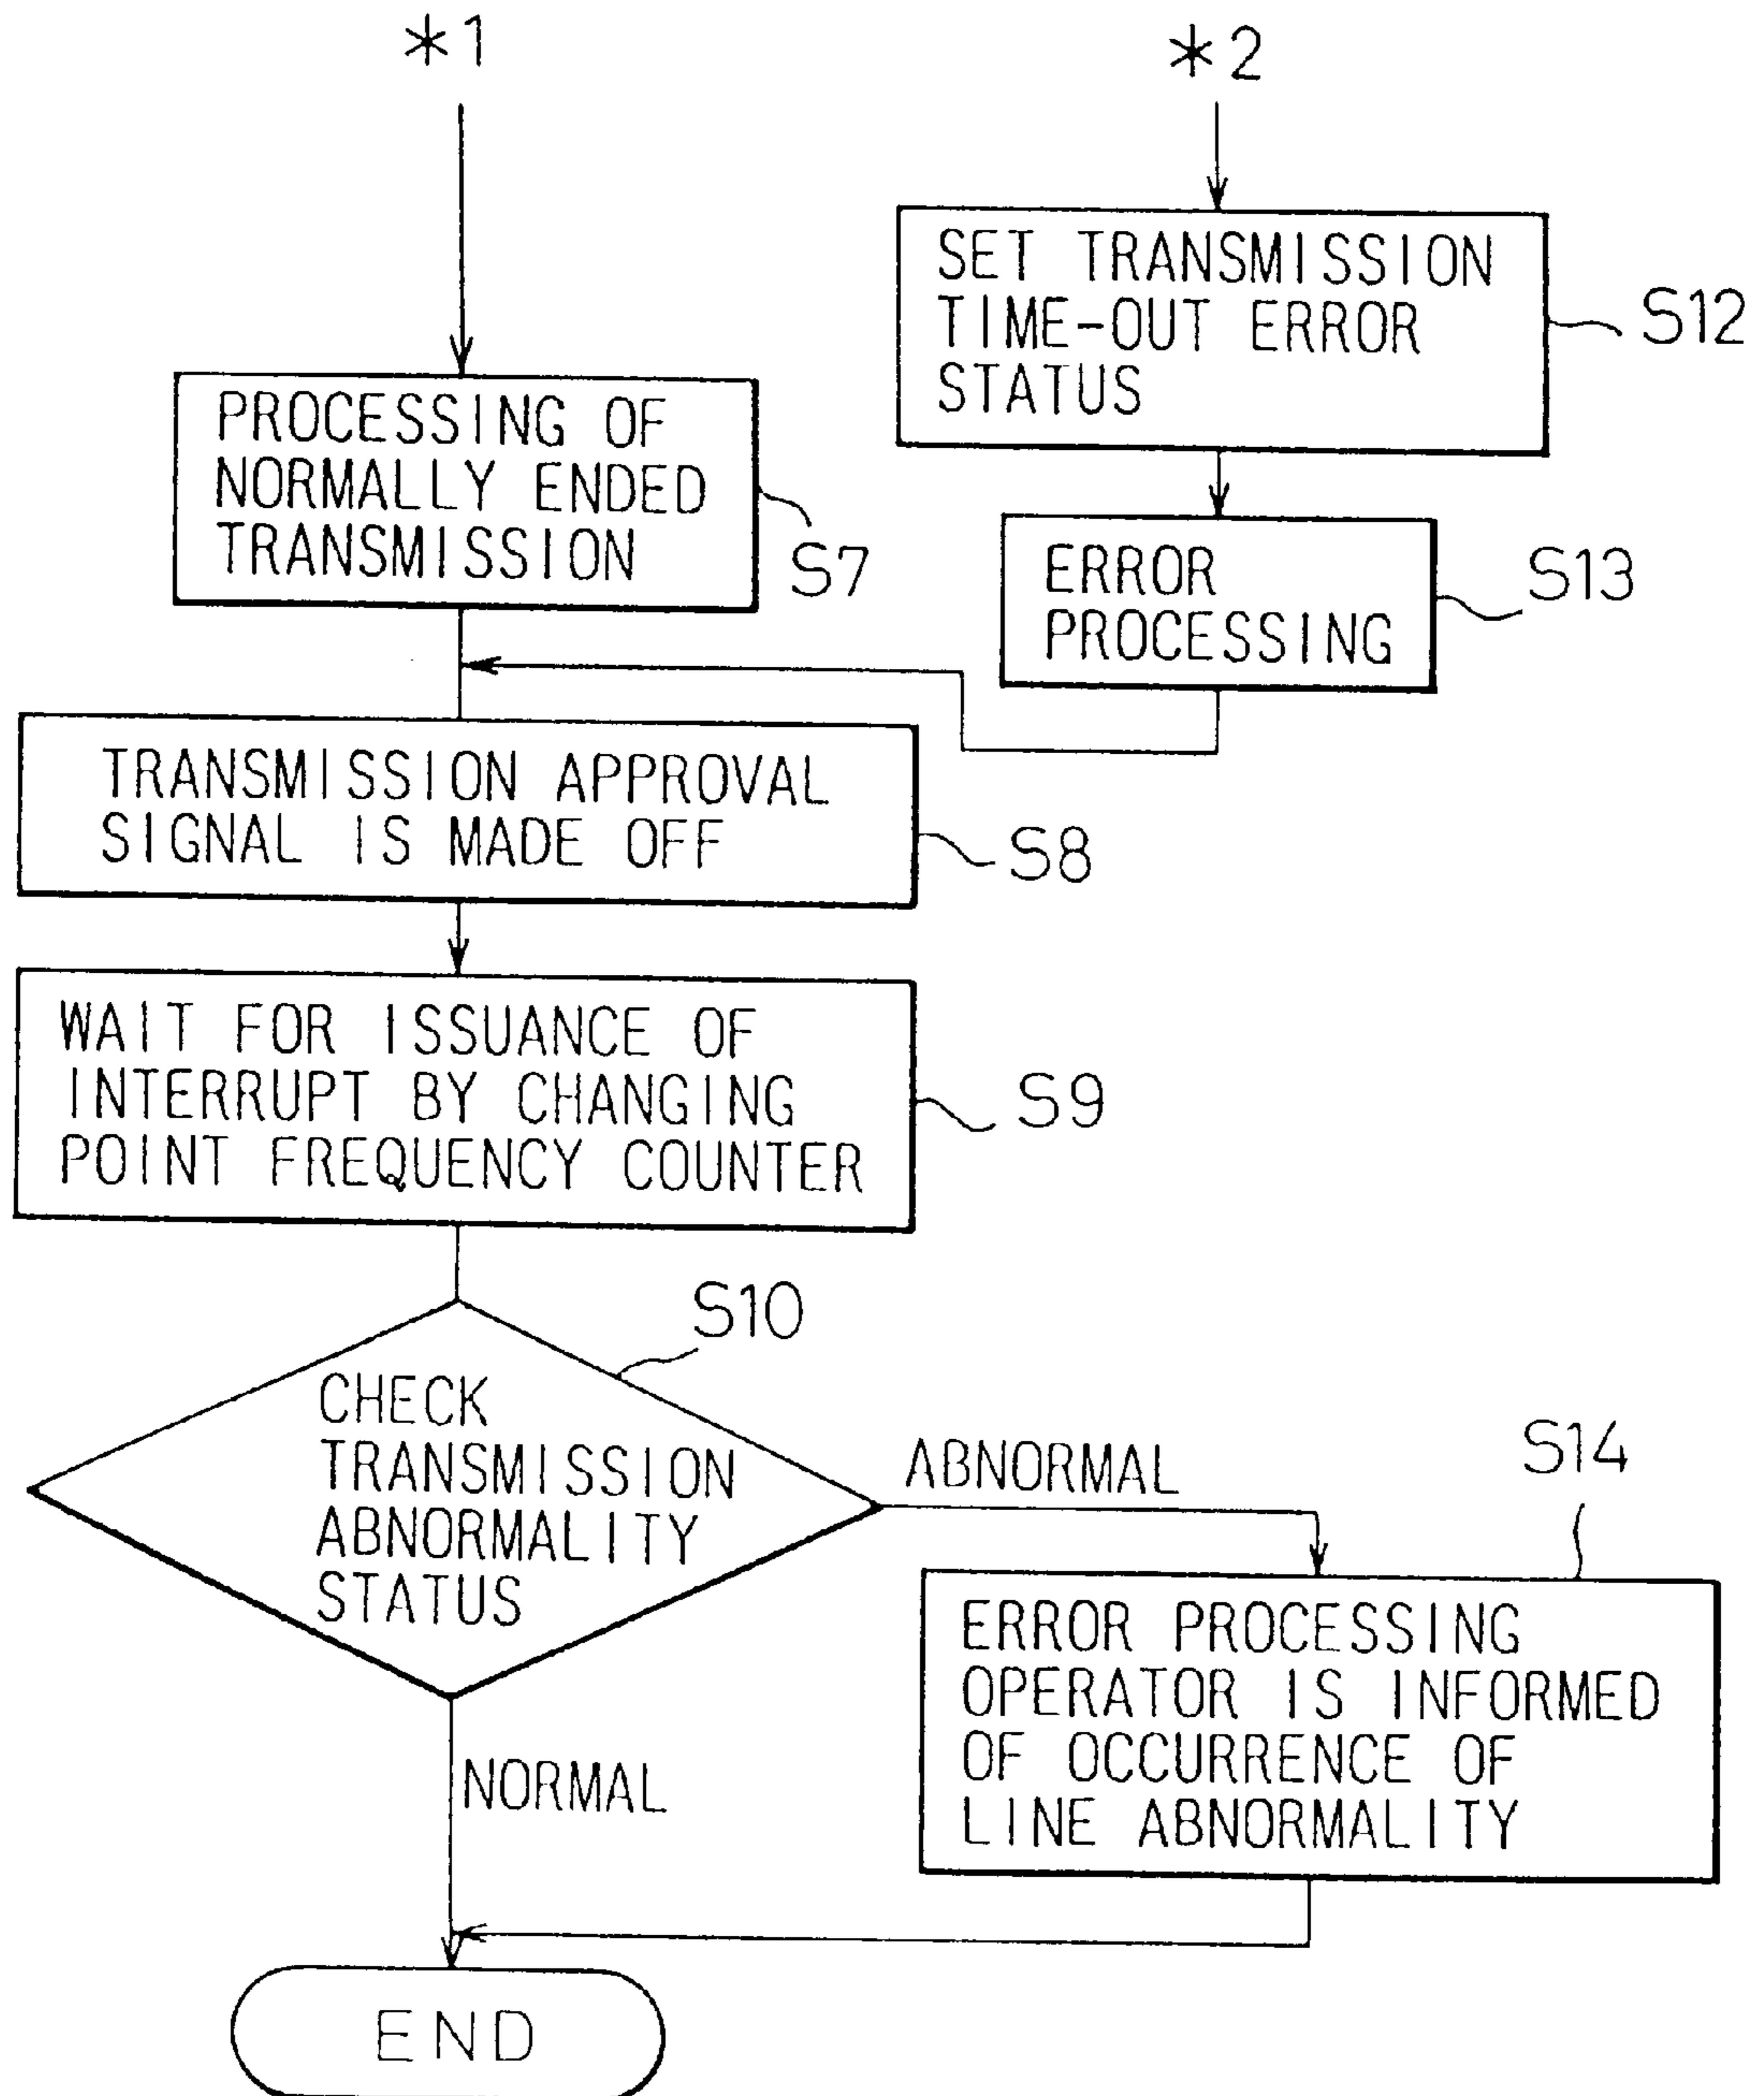 *1
*2
SET TRANSMISSION
TIME-OUT ERROR
STATUS
S12
PROCESSING OF
NORMALLY ENDED
TRANSMISSION
S7
ERROR
PROCESSING
S13
TRANSMISSION APPROVAL
SIGNAL IS MADE OFF
S8
WAIT FOR ISSUANCE OF
INTERRUPT BY CHANGING
POINT FREQUENCY COUNTER
S9
S10
CHECK
TRANSMISSION
ABNORMALITY
STATUS
ABNORMAL
S14
ERROR PROCESSING
OPERATOR IS INFORMED
OF OCCURRENCE OF
LINE ABNORMALITY
NORMAL
END